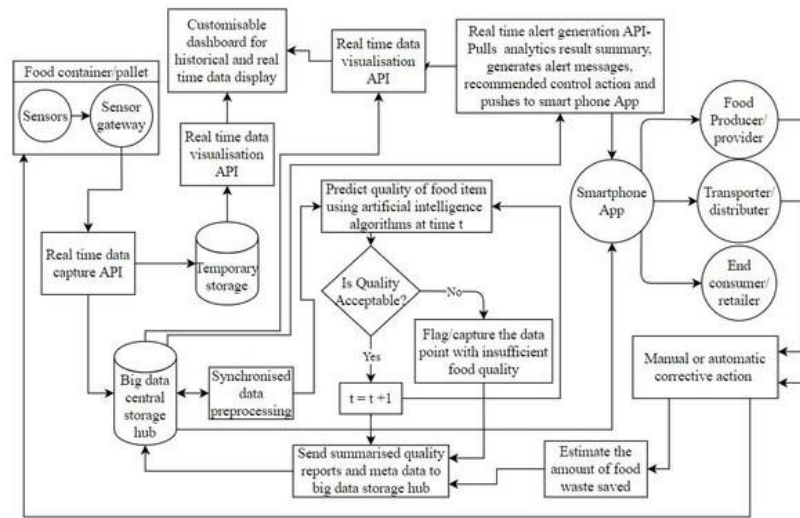 Customisable
dashboard for
historical and real
time data display
Real time data
visualisation
API
Real time alert generation API-
Pulls analytics result summary,
generates alert messages,
recommended control action and
pushes to smart phone App
Food container/pallet
Sensors
Sensor
gateway
Food
Producer/
provider
Real time data
visualisation
API
Smartphone
App
Transporter/
distributer
Predict quality of food item
using artificial intelligence
algorithms at time t
Real time data
capture API
Temporary
storage
End
consumer/
retailer
Is Quality
Acceptable?
No
Yes
Flag/capture the data
point with insufficient
food quality
Manual or automatic
corrective action
Big data
central
storage
hub
Synchronised
data
preprocessing
t = t +1
Send summarised quality
reports and meta data to
big data storage hub
Estimate the
amount of food
waste saved